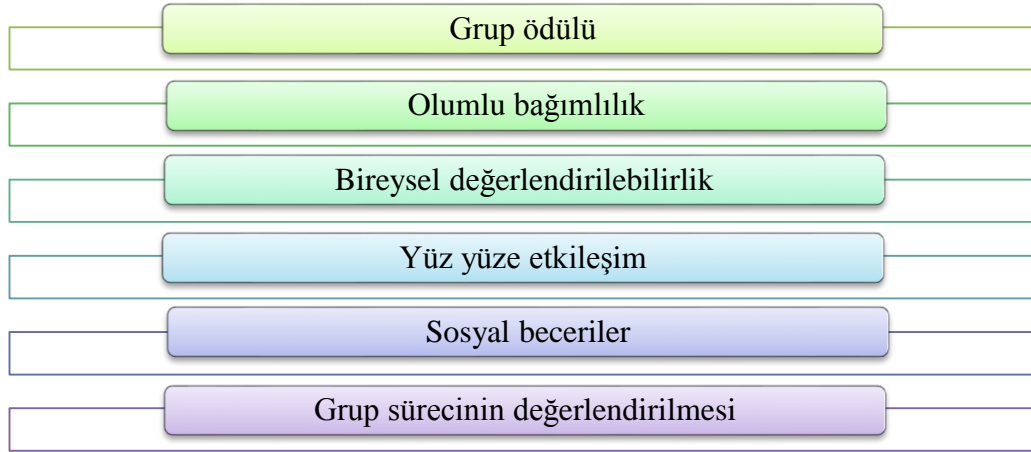 Grup ödülü
Olumlu bağımlılık
Bireysel değerlendirilebilirlik
Yüz yüze etkileşim
Sosyal beceriler
Grup sürecinin değerlendirilmesi